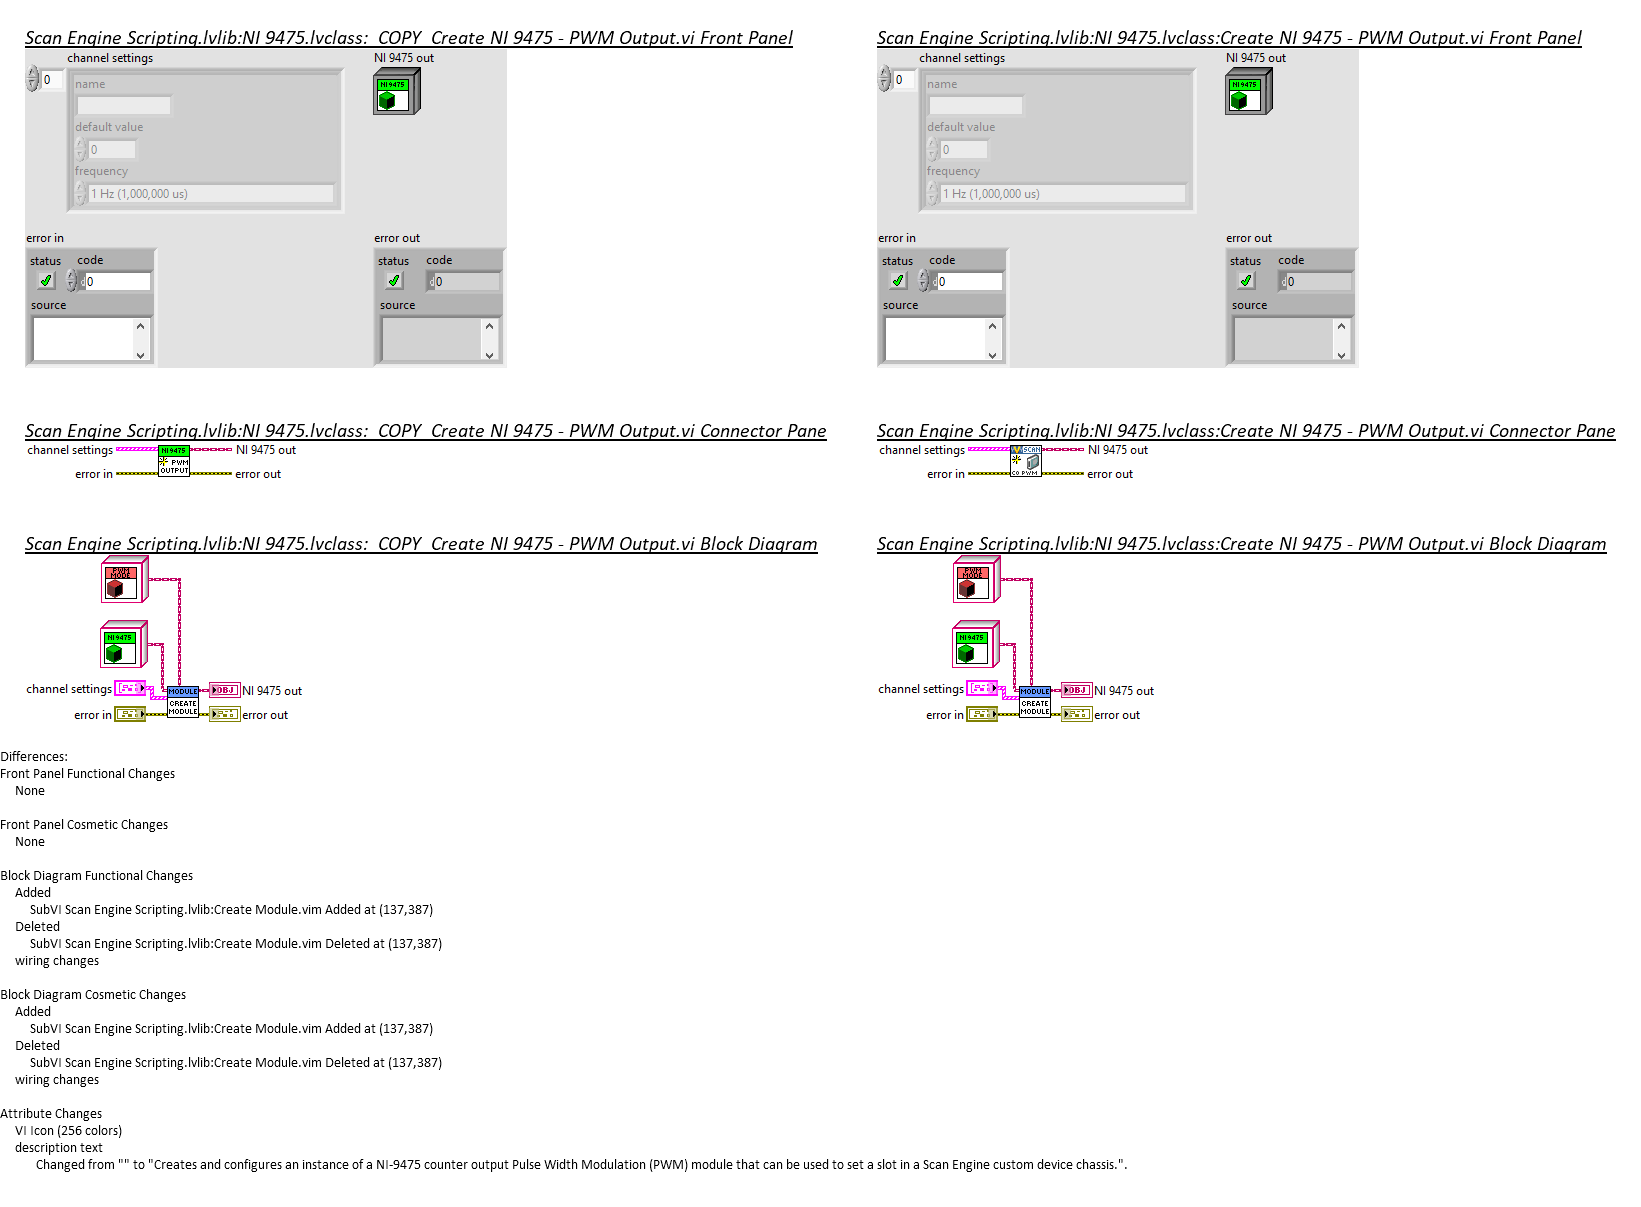 Scan Engine Scripting.lvlib:NI 9475.lvclass:_COPY_Create NI 9475 - PWM Output.vi Front Panel
channel settings
NI 9475 out
0
name
NI 9475
default value
0
frequency
1 Hz (1,000,000 us)
error in
error out
status code
status code
d0
d0
source
source
Scan Engine Scripting.lvlib:NI 9475.lvclass:Create NI 9475 - PWM Output.vi Front Panel
channel settings
NI 9475 out
0
name
NI 9475
default value
0
frequency
1 Hz (1,000,000 us)
error in
error out
status code
status code
d0
d0
source
source
Scan Engine Scripting.lvlib:NI 9475.lvclass:_COPY_Create NI 9475 - PWM Output.vi Connector Pane
channel settings
NI 9475
NI 9475 out
PWM
OUTPUT
error in
error out
Scan Engine Scripting.lvlib:NI 9475.lvclass:Create NI 9475 - PWM Output.vi Connector Pane
channel settings
SCAN
NI 9475 out
CO PWM
error in
error out
Scan Engine Scripting.lvlib:NI 9475.lvclass:_COPY_Create NI 9475 - PWM Output.vi Block Diagram
PWM
MODE
NI 9475
channel settings
MODULE
OBJ
NI 9475 out
CREATE
MODULE
error in
error out
Scan Engine Scripting.lvlib:NI 9475.lvclass:Create NI 9475 - PWM Output.vi Block Diagram
PWM
MODE
NI 9475
channel settings
MODULE
OBJ
NI 9475 out
CREATE
MODULE
error in
error out
Differences:
Front Panel Functional Changes
None
Front Panel Cosmetic Changes
None
Block Diagram Functional Changes
Added
SubVI Scan Engine Scripting.lvlib:Create Module.vim Added at (137,387)
Deleted
SubVI Scan Engine Scripting.lvlib:Create Module.vim Deleted at (137,387)
wiring changes
Block Diagram Cosmetic Changes
Added
SubVI Scan Engine Scripting.lvlib:Create Module.vim Added at (137,387)
Deleted
SubVI Scan Engine Scripting.lvlib:Create Module.vim Deleted at (137,387)
wiring changes
Attribute Changes
VI Icon (256 colors)
description text
Changed from "" to "Creates and configures an instance of a NI-9475 counter output Pulse Width Modulation (PWM) module that can be used to set a slot in a Scan Engine custom device chassis.".